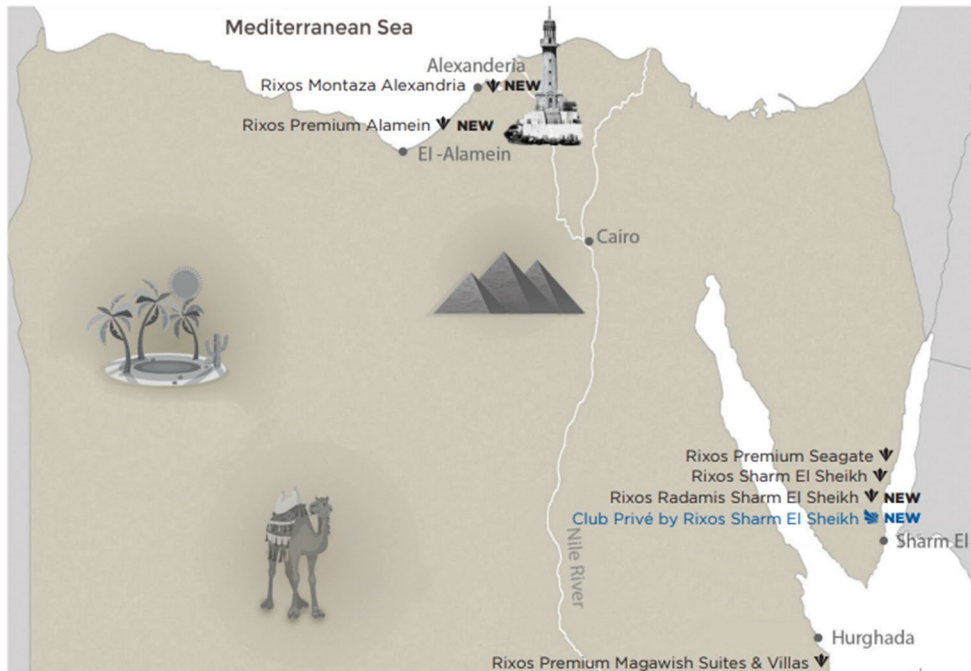 Mediterranean Sea
Alexanderia
Rixos Montaza Alexandria NEW
Rixos Premium Alamein NEW
El -Alamein
Cairo
Rixos Premium Seagate
Rixos Sharm El Sheikh
Rixos Radamis Sharm El Sheikh NEW
Club Privé by Rixos Sharm El Sheikh NEW
Sharm El
Nile River
Hurghada
Rixos Premium Magawish Suites & Villas